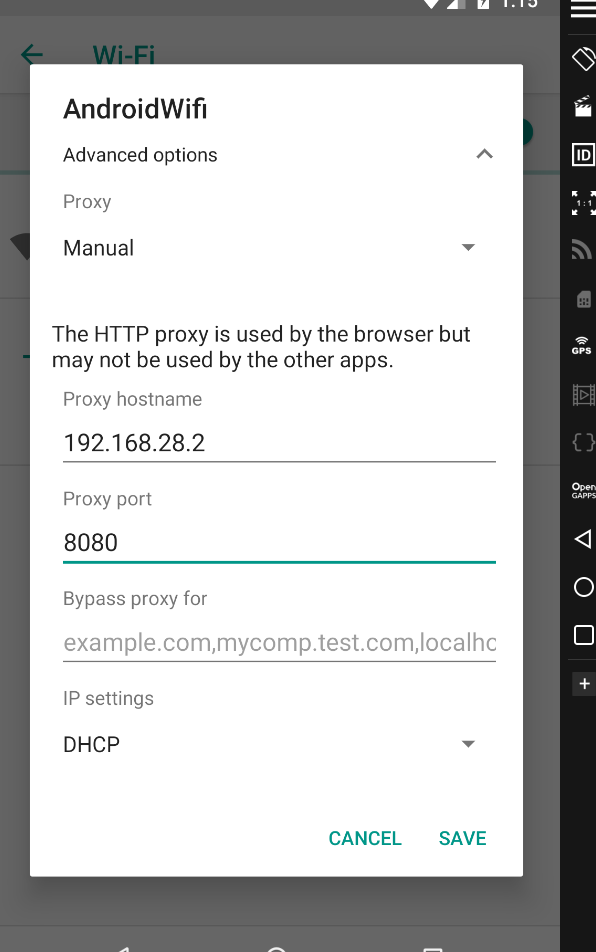 1:15
Wi-Fi
AndroidWifi
Advanced options
Proxy
Manual
The HTTP proxy is used by the browser but
may not be used by the other apps.
Proxy hostname
192.168.28.2
Proxy port
8080
Bypass proxy for
example.com,mycomp.test.com,localho
IP settings
DHCP
CANCEL
SAVE
ID
1:1
GPS
Open
GAPPS